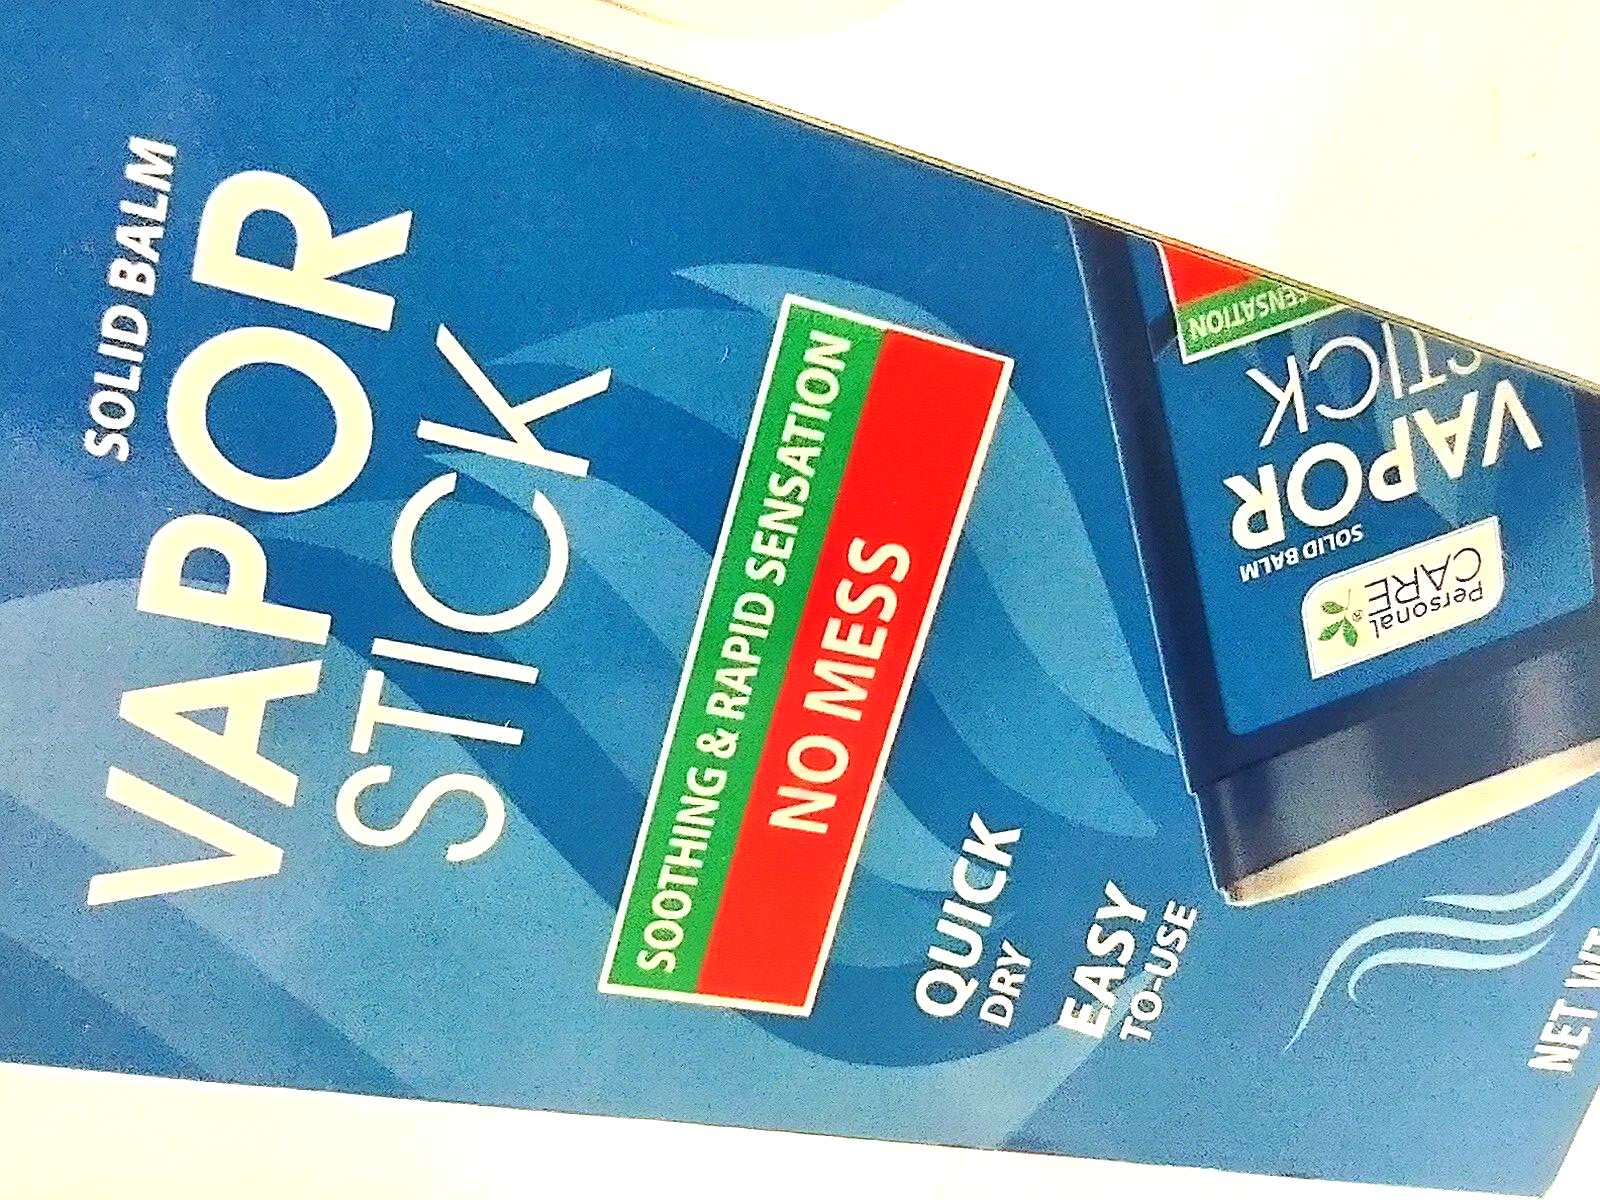 SOLID BALM
VAPOR
STICK
SOOTHING & RAPID SENSATION
NO MESS
QUICK
DRY
EASY
TO-USE
NET WT
Personal
CARE®
SOLID BALM
VAPOR
STICK
SENSATION